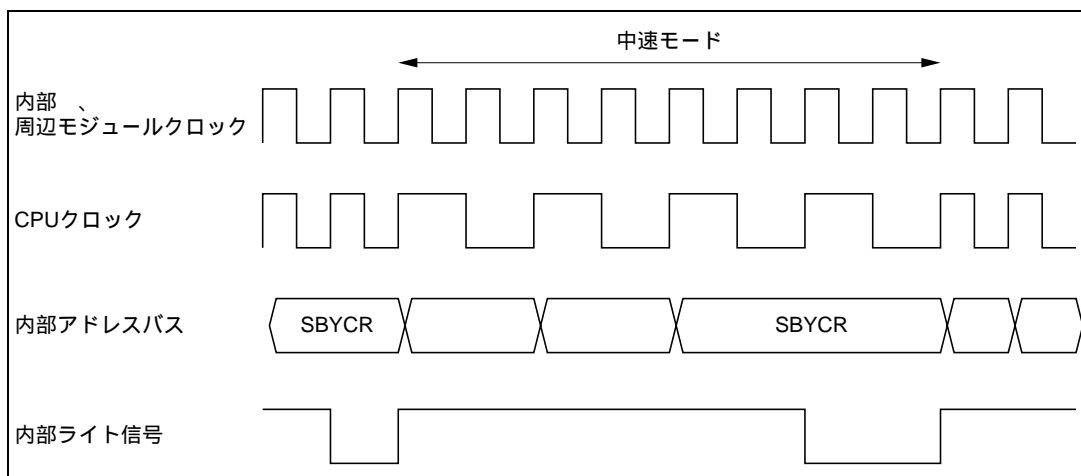 中速モード
内部　、
周辺モジュールクロック
CPUクロック
内部アドレスバス
SBYCR
SBYCR
内部ライト信号